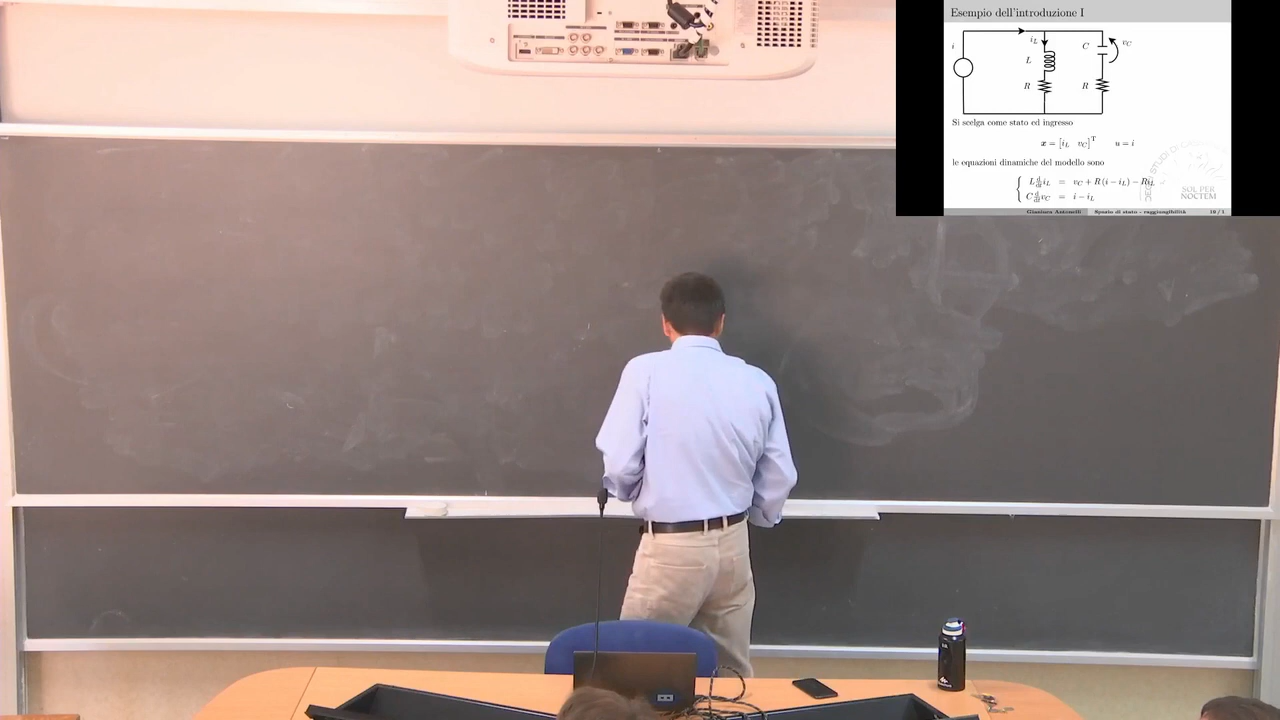 Esempio dell'introduzione I
i
i_L
L
R
C
v_C
R
Si scelga come stato ed ingresso
x = [i_L v_C]^T u = i
le equazioni dinamiche del modello sono
L d/dt i_L = v_C + R(i − i_L) − Ri_L
C d/dt v_C = i − i_L
SOL PER
NOCTEM
Gianluca Antonelli Spazio di stato - raggiungibilità